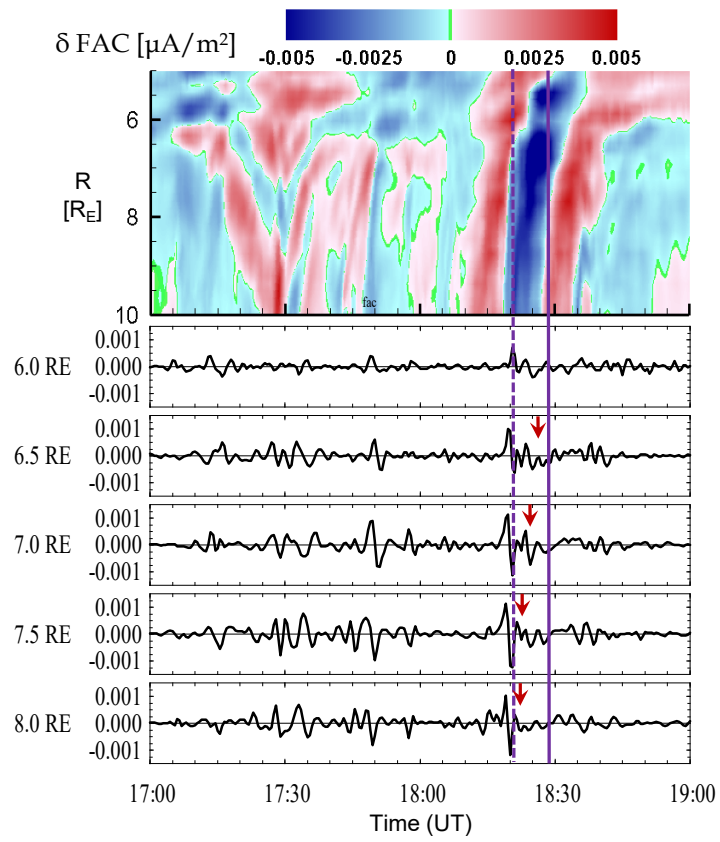 δ FAC [μA/m²]
-0.005 -0.0025 0 0.0025 0.005
6
R
[RE]
8
10
fac
6.0 RE 0.001 0.000 -0.001
6.5 RE 0.001 0.000 -0.001
7.0 RE 0.001 0.000 -0.001
7.5 RE 0.001 0.000 -0.001
8.0 RE 0.001 0.000 -0.001
17:00 17:30 18:00 18:30 19:00
Time (UT)